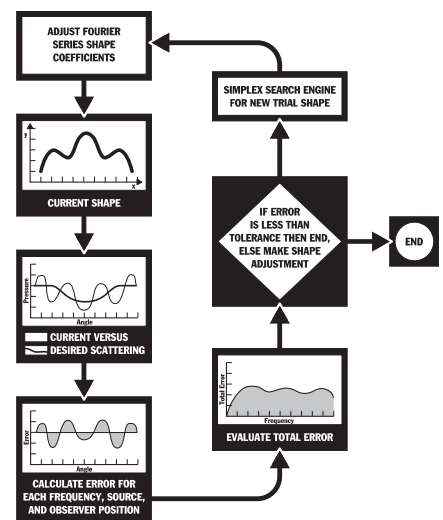 ADJUST FOURIER
SERIES SHAPE
COEFFICIENTS
y
x
CURRENT SHAPE
Pressure
Angle
CURRENT VERSUS
DESIRED SCATTERING
Error
Angle
CALCULATE ERROR FOR
EACH FREQUENCY, SOURCE,
AND OBSERVER POSITION
SIMPLEX SEARCH ENGINE
FOR NEW TRIAL SHAPE
IF ERROR
IS LESS THAN
TOLERANCE THEN END,
ELSE MAKE SHAPE
ADJUSTMENT
END
Total Error
Frequency
EVALUATE TOTAL ERROR